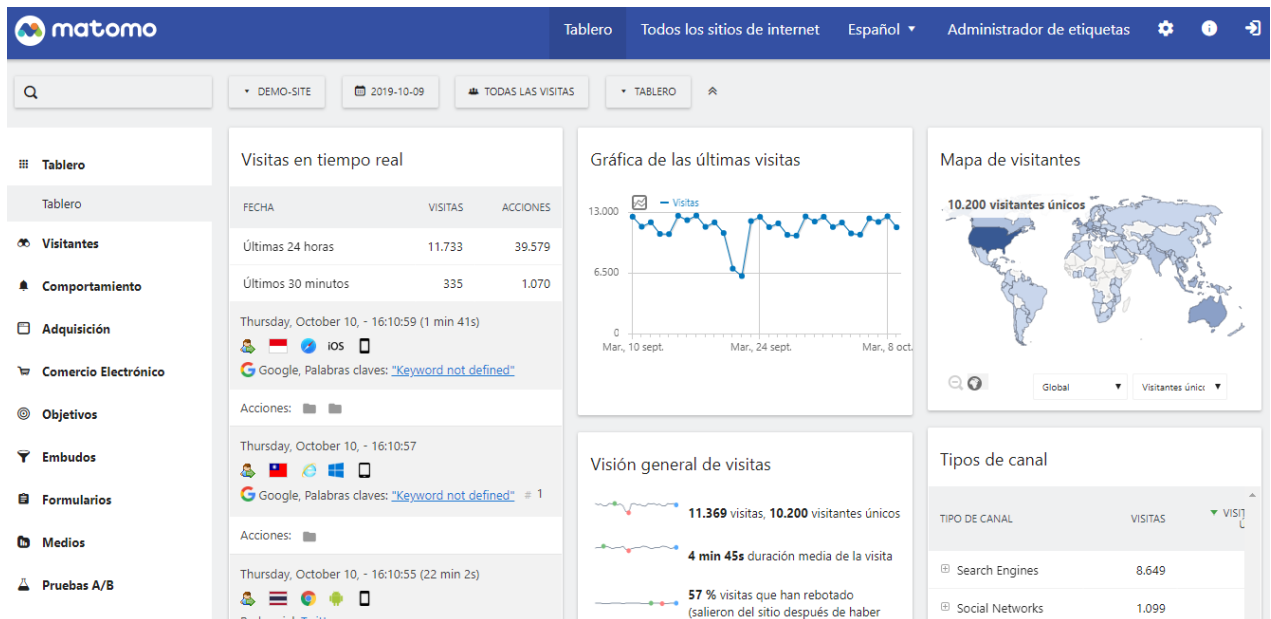 matomo
Tablero Todos los sitios de internet Español Administrador de etiquetas
DEMO-SITE 2019-10-09 TODAS LAS VISITAS TABLERO
Tablero
Tablero
Visitantes
Comportamiento
Adquisición
Comercio Electrónico
Objetivos
Embudos
Formularios
Medios
Pruebas A/B
Visitas en tiempo real
FECHA VISITAS ACCIONES
Últimas 24 horas 11.733 39.579
Últimos 30 minutos 335 1.070
Thursday, October 10, - 16:10:59 (1 min 41s)
iOS
Google, Palabras claves: "Keyword not defined"
Acciones:
Thursday, October 10, - 16:10:57
Google, Palabras claves: "Keyword not defined" # 1
Acciones:
Thursday, October 10, - 16:10:55 (22 min 2s)
Gráfica de las últimas visitas
Visitas
13.000
6.500
0
Mar., 10 sept. Mar., 24 sept. Mar., 8 oct.
Visión general de visitas
11.369 visitas, 10.200 visitantes únicos
4 min 45s duración media de la visita
57 % visitas que han rebotado
(salieron del sitio después de haber
Mapa de visitantes
10.200 visitantes únicos
Global Visitantes únic
Tipos de canal
TIPO DE CANAL VISITAS VISIT
Search Engines 8.649
Social Networks 1.099